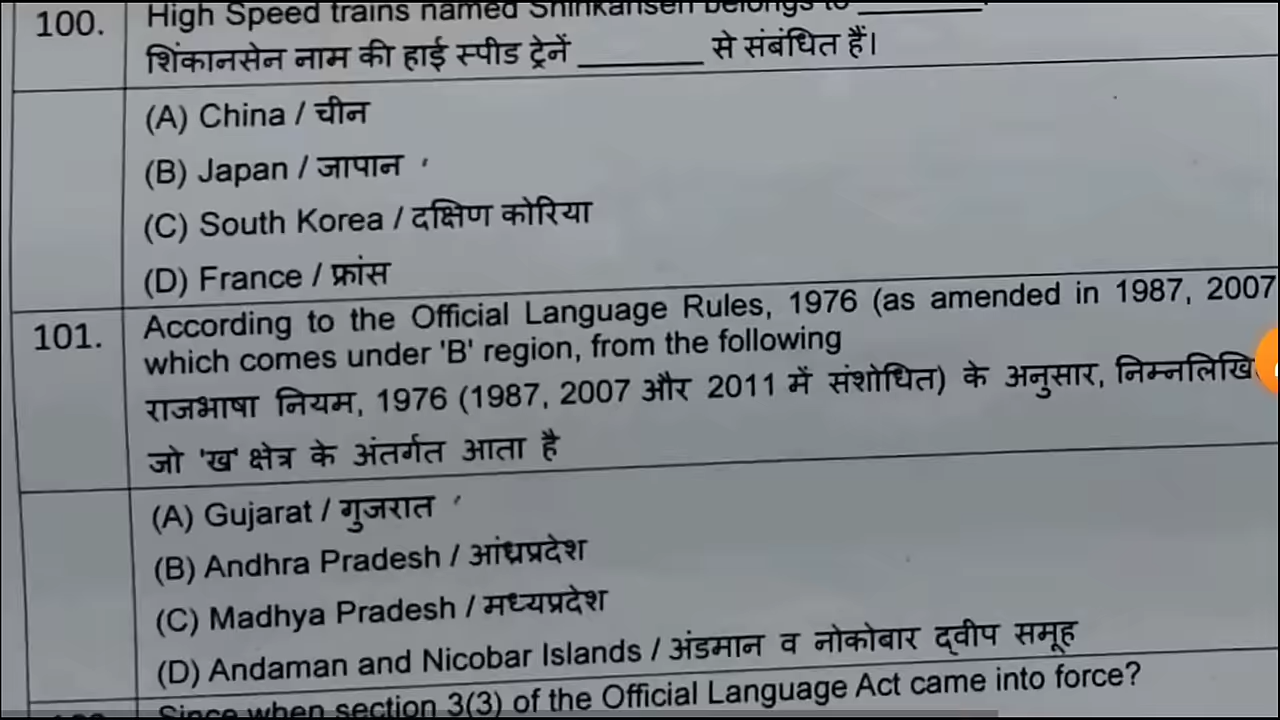 100. High Speed trains named Shinkansen belongs to ________.
शिंकानसेन नाम की हाई स्पीड ट्रेनें ________ से संबंधित हैं।
(A) China / चीन
(B) Japan / जापान
(C) South Korea / दक्षिण कोरिया
(D) France / फ्रांस
101. According to the Official Language Rules, 1976 (as amended in 1987, 2007
which comes under 'B' region, from the following
राजभाषा नियम, 1976 (1987, 2007 और 2011 में संशोधित) के अनुसार,
जो 'ख' क्षेत्र के अंतर्गत आता है
(A) Gujarat / गुजरात
(B) Andhra Pradesh / आंध्रप्रदेश
(C) Madhya Pradesh / मध्यप्रदेश
(D) Andaman and Nicobar Islands / अंडमान व नोकोबार द्वीप समूह
Since when section 3(3) of the Official Language Act came into force?